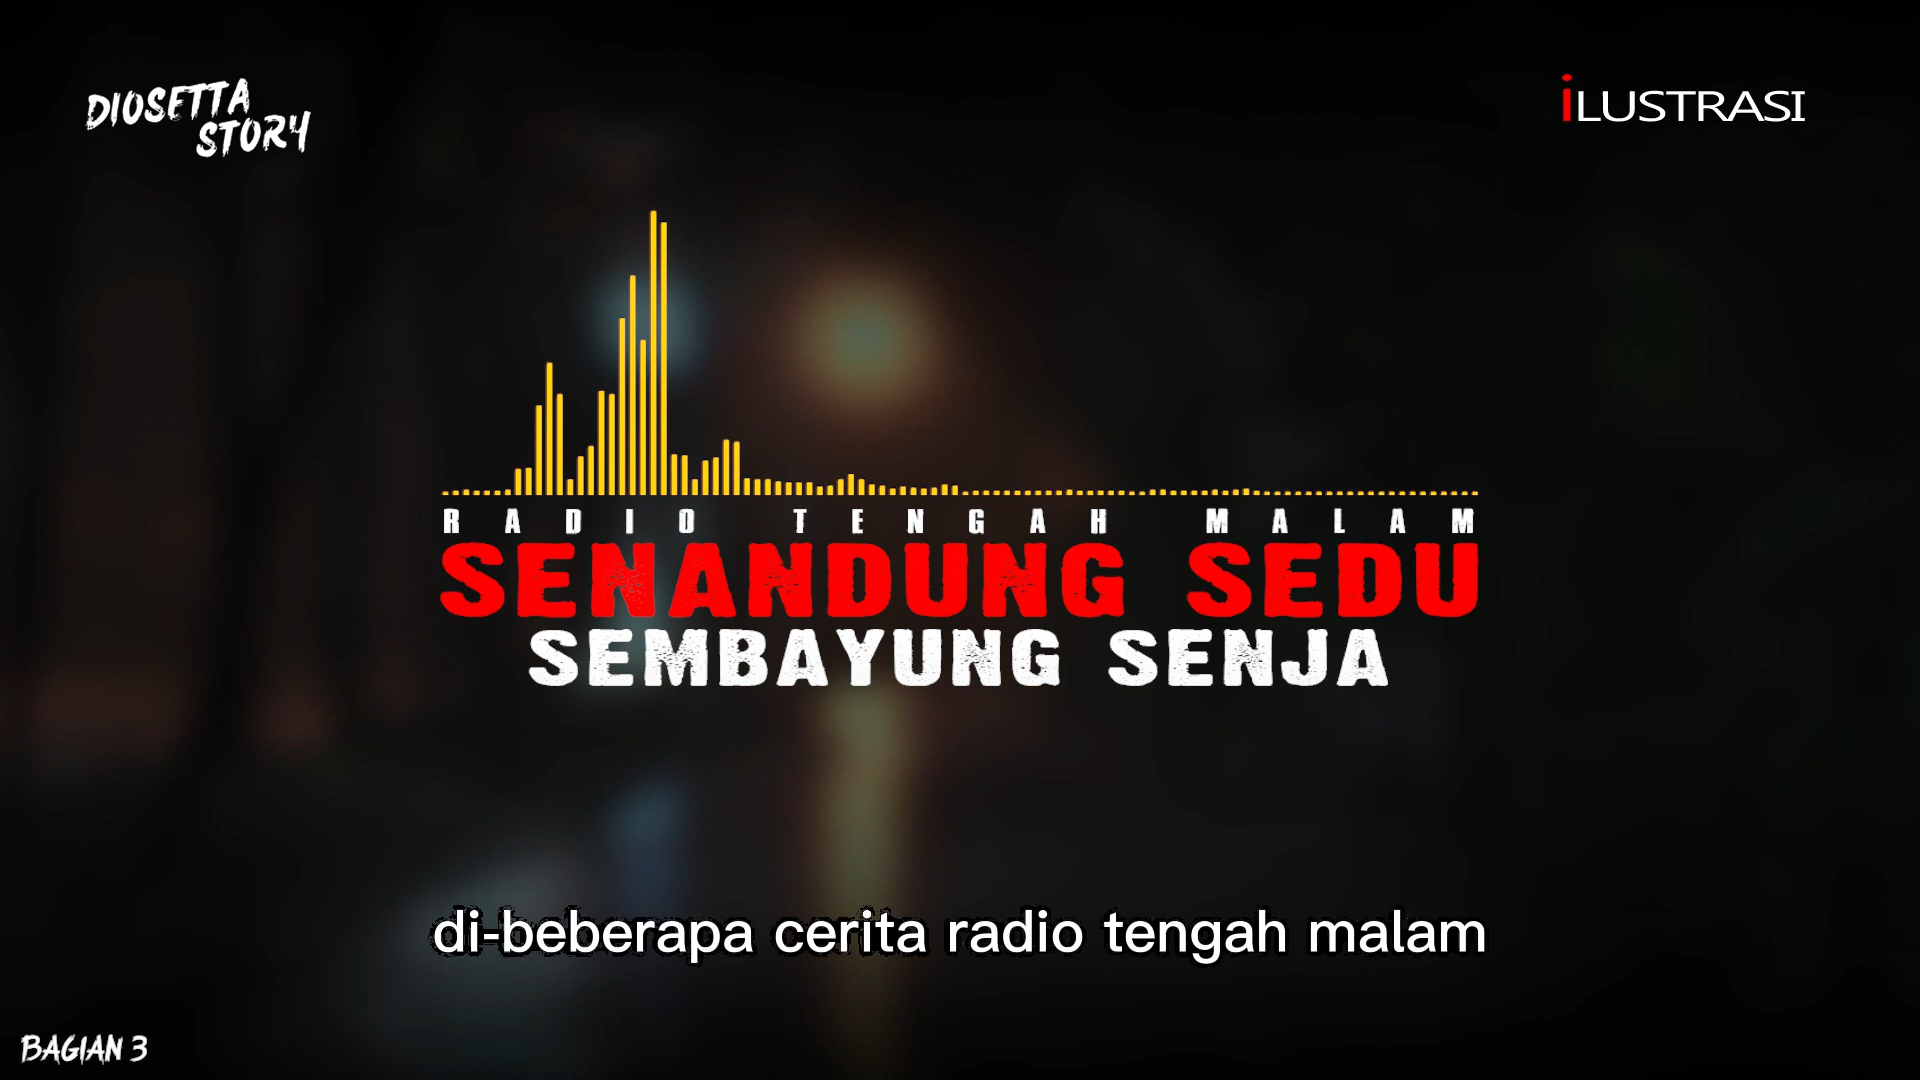 DIOSETTA
STORY
iLUSTRASI
RADIO TENGAH MALAM
SENANDUNG SEDU
SEMBAYUNG SENJA
di-beberapa cerita radio tengah malam
BAGIAN 3